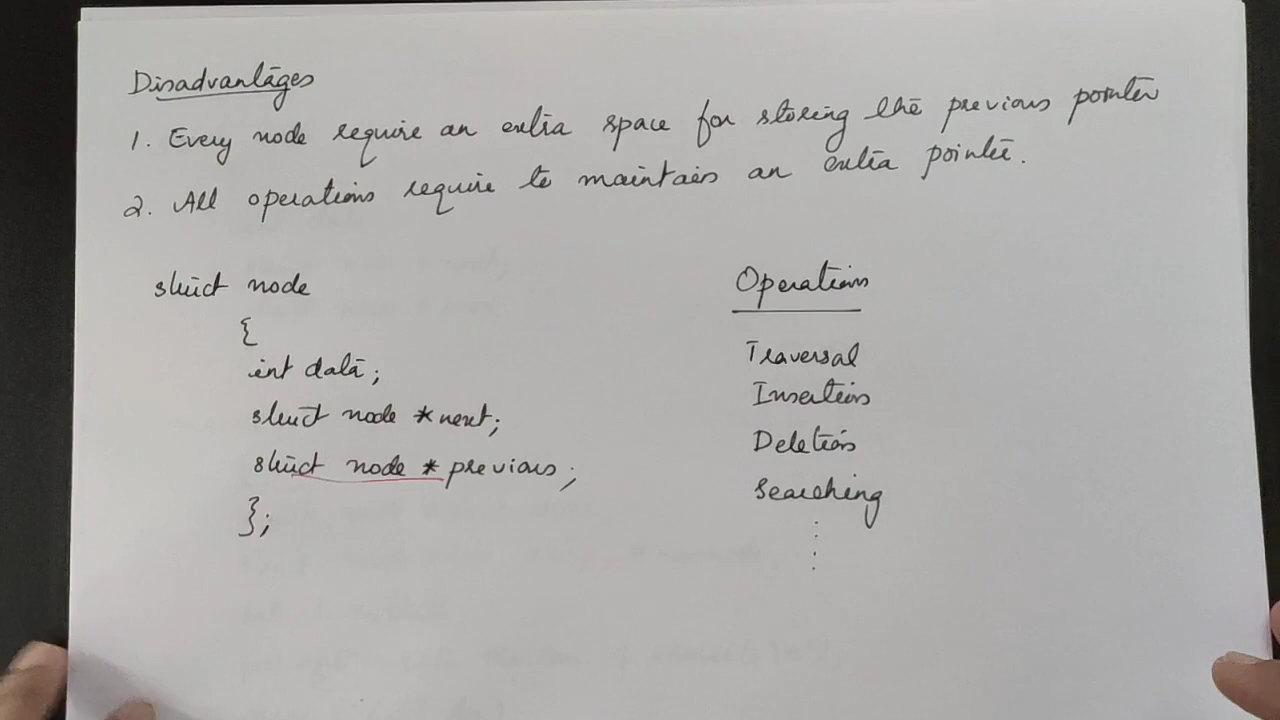 Disadvantages
1. Every node require an extra space for storing the previous pointer
2. All operations require to maintain an extra pointer.
struct node
{
int data;
struct node *next;
struct node *previous;
};
Operations
Traversal
Insertion
Deletion
Searching